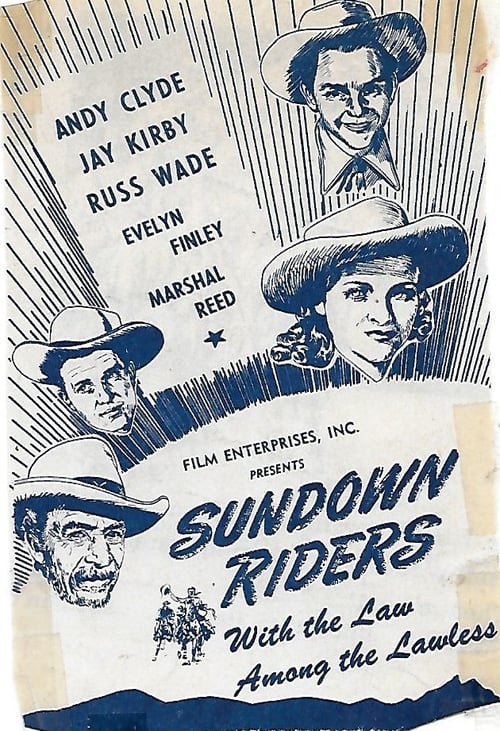 ANDY CLYDE
JAY KIRBY
RUSS WADE
EVELYN
FINLEY
MARSHAL
REED
FILM ENTERPRISES, INC.
PRESENTS
SUNDOWN
RIDERS
With the Law
Among the Lawless